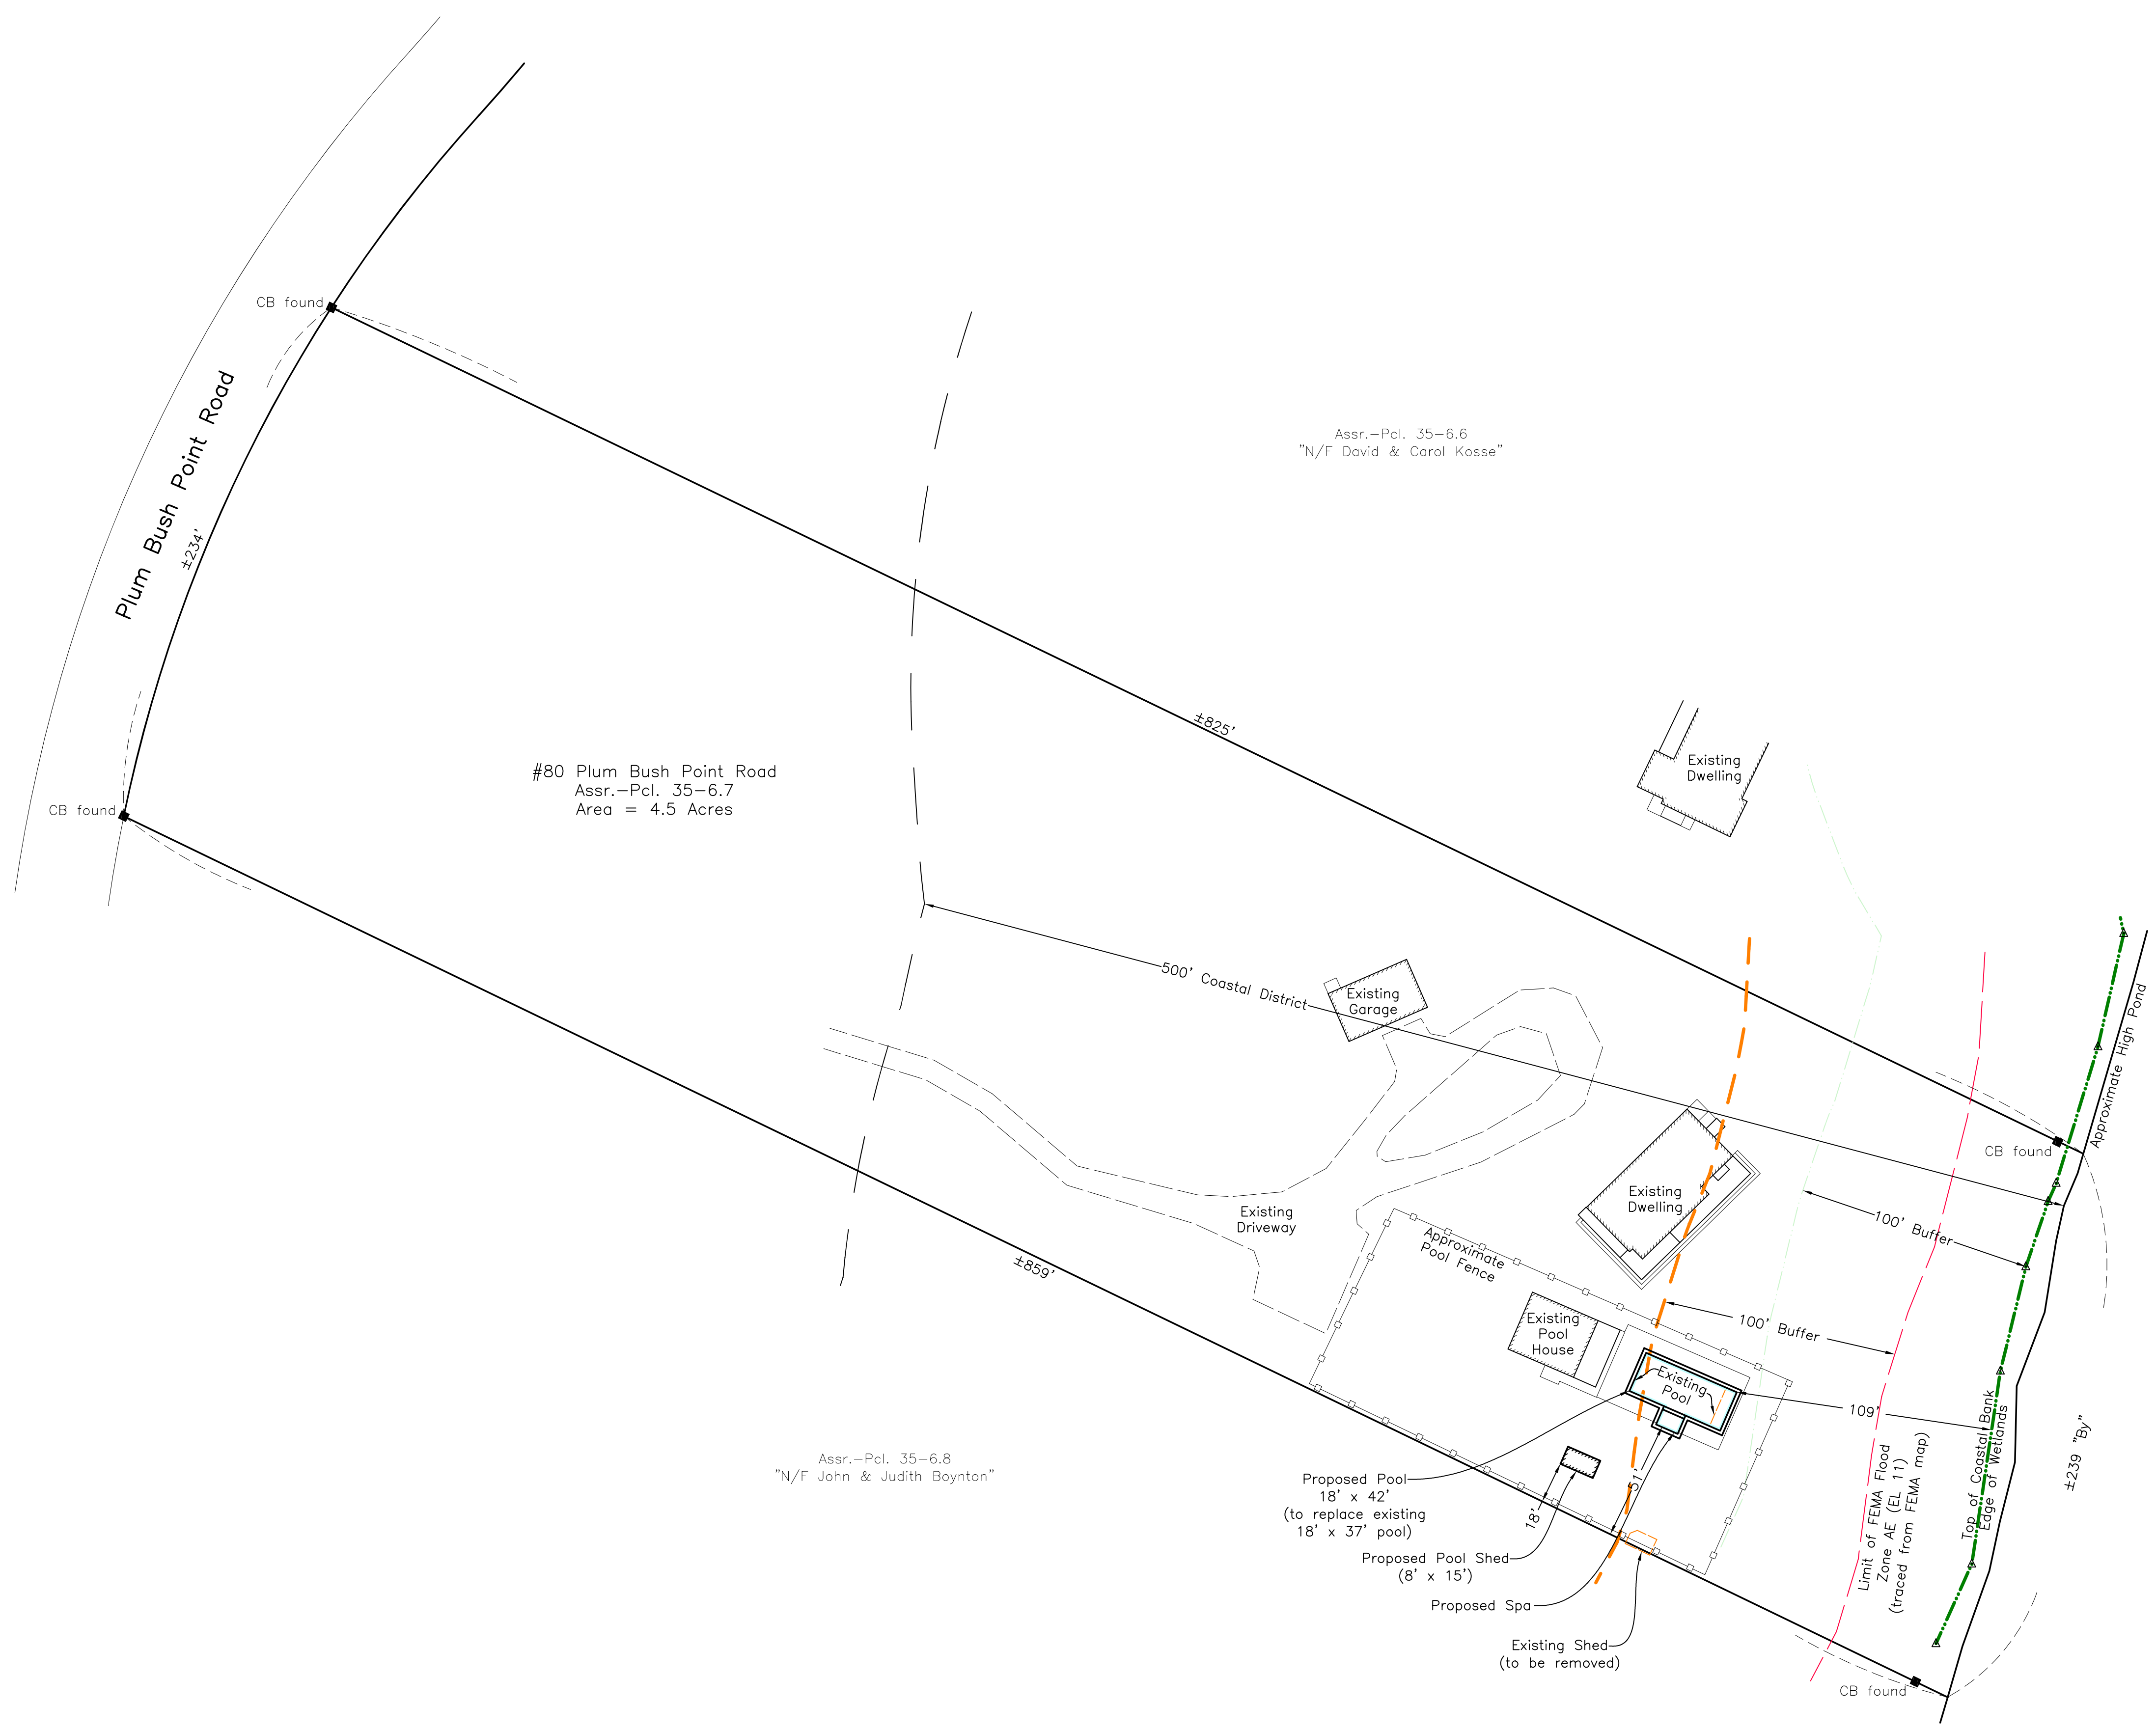 CB found
Plum Bush Point Road
±234'
CB found
Assr.-Pcl. 35-6.6
"N/F David & Carol Kosse"
±825'
#80 Plum Bush Point Road
Assr.-Pcl. 35-6.7
Area = 4.5 Acres
Existing
Dwelling
500' Coastal District
Existing
Garage
Approximate High Pond
CB found
Existing
Dwelling
100' Buffer
Existing
Driveway
Approximate
Pool Fence
±859'
100' Buffer
Existing
Pool
House
Existing
Pool
109'
Top of Coastal Bank
Edge of Wetlands
±239 "By"
Limit of FEMA Flood
Zone AE (EL 11)
(traced from FEMA map)
Assr.-Pcl. 35-6.8
"N/F John & Judith Boynton"
Proposed Pool
18' x 42'
(to replace existing
18' x 37' pool)
18'
51'
Proposed Pool Shed
(8' x 15')
Proposed Spa
Existing Shed
(to be removed)
CB found